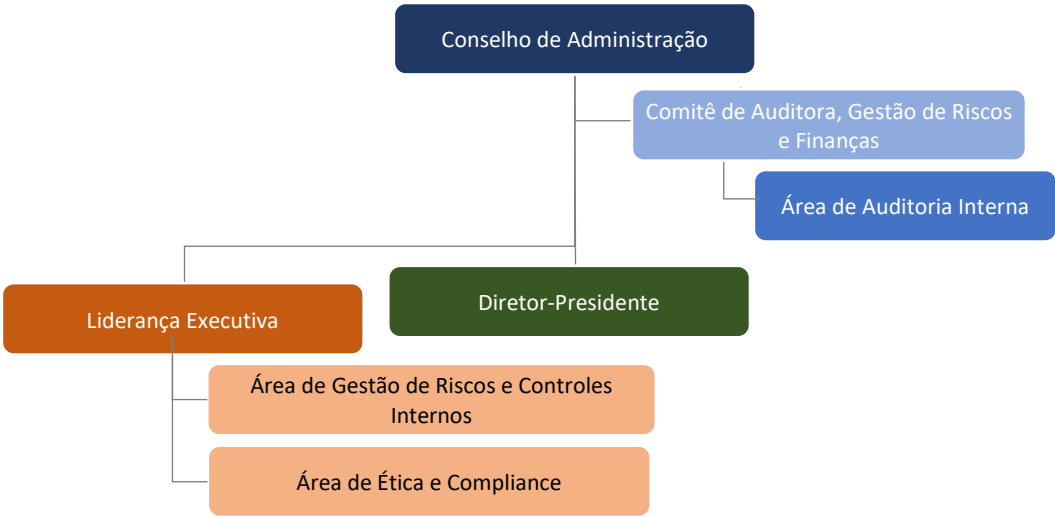 Conselho de Administração
Comitê de Auditora, Gestão de Riscos
e Finanças
Área de Auditoria Interna
Diretor-Presidente
Liderança Executiva
Área de Gestão de Riscos e Controles
Internos
Área de Ética e Compliance